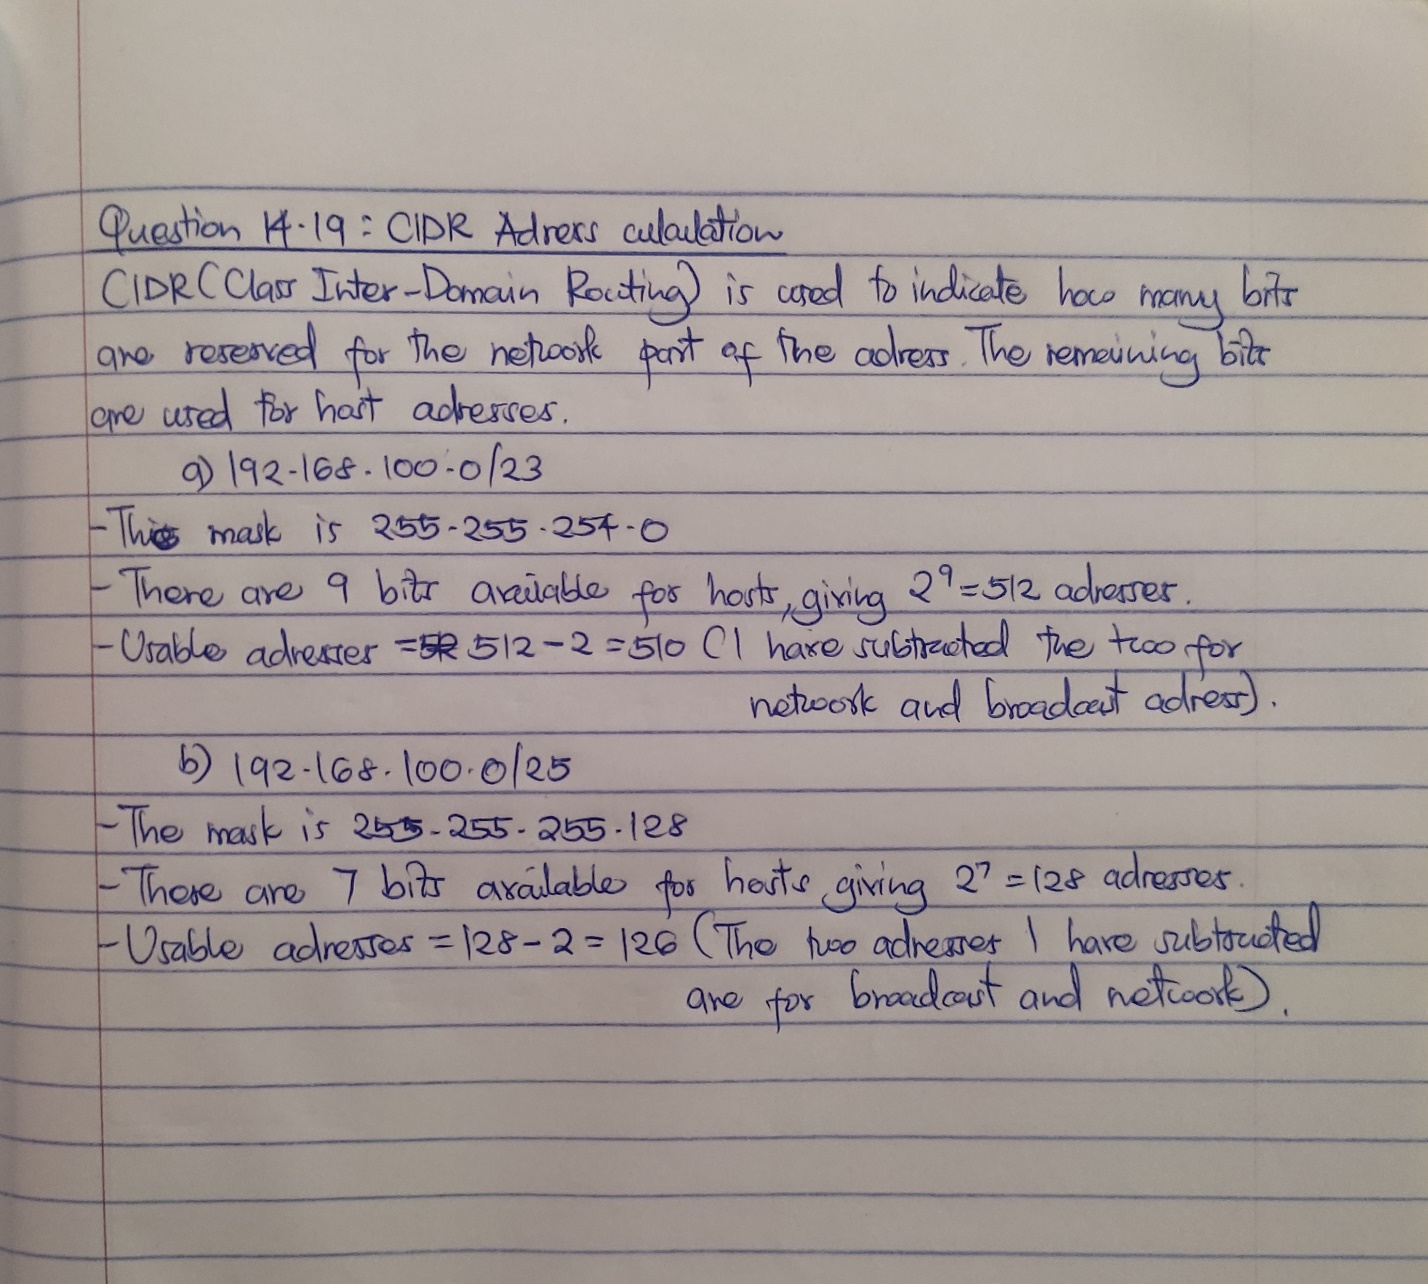 Question 14.19 : CIDR Adress culculation
CIDR (Class Inter-Domain Routing) is used to indicate how many bits
are reserved for the network part of the adress. The remaining bits
are used for host adresses.
a) 192.168.100.0/23
- This mask is 255.255.254.0
- There are 9 bits available for hosts, giving 2⁹ = 512 adresses.
- Usable adresses = 512 - 2 = 510 (I have subtracted the two for
network and broadcast adress).
b) 192.168.100.0/25
- The mask is 255.255.255.128
- There are 7 bits available for hosts giving 2⁷ = 128 adresses.
- Usable adresses = 128 - 2 = 126 (The two adresses I have subtracted
are for broadcast and network).